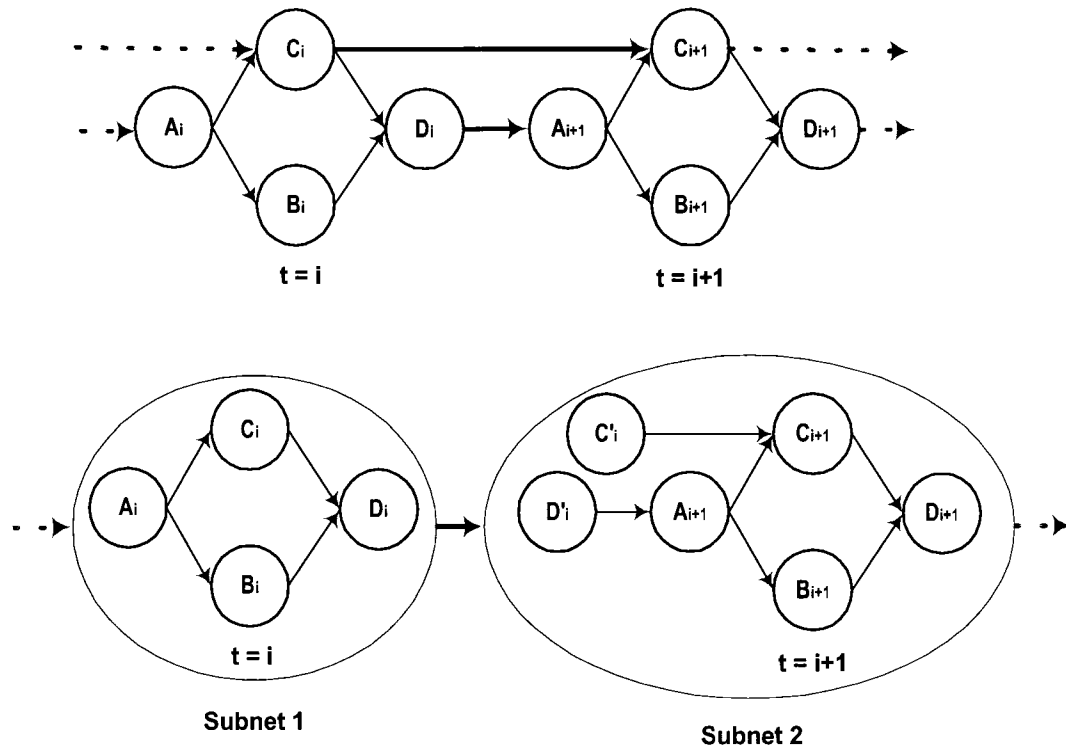 Ci
Ci+1
Ai
Di
Ai+1
Di+1
Bi
Bi+1
t = i
t = i+1
Ci
C'i
Ci+1
Ai
Di
D'i
Ai+1
Di+1
Bi
Bi+1
t = i
t = i+1
Subnet 1
Subnet 2